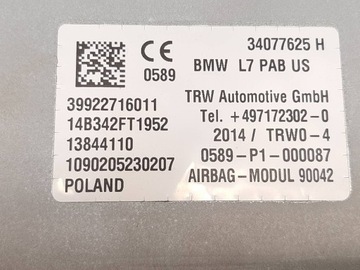 34077625 H
CE
0589
BMW L7 PAB US
39922716011
TRW Automotive GmbH
14B342FT1952
Tel. +497172302-0
13844110
2014 / TRW0-4
1090205230207
0589-P1-000087
POLAND
AIRBAG-MODUL 90042